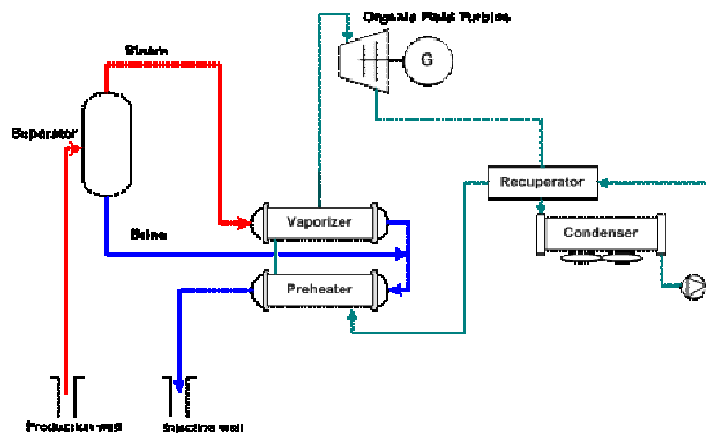 Organic Fluid Turbine
Steam
G
Separator
Recuperator
Vaporizer
Brine
Condenser
Preheater
Production well
Injection well